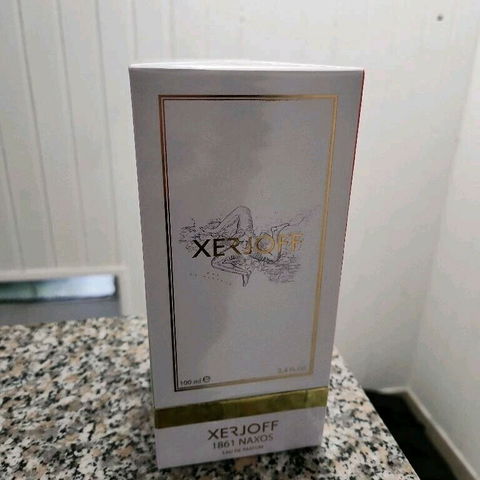 XERJOFF
100 ml e
3.4 fl.oz
XERJOFF
1861 NAXOS
EAU DE PARFUM